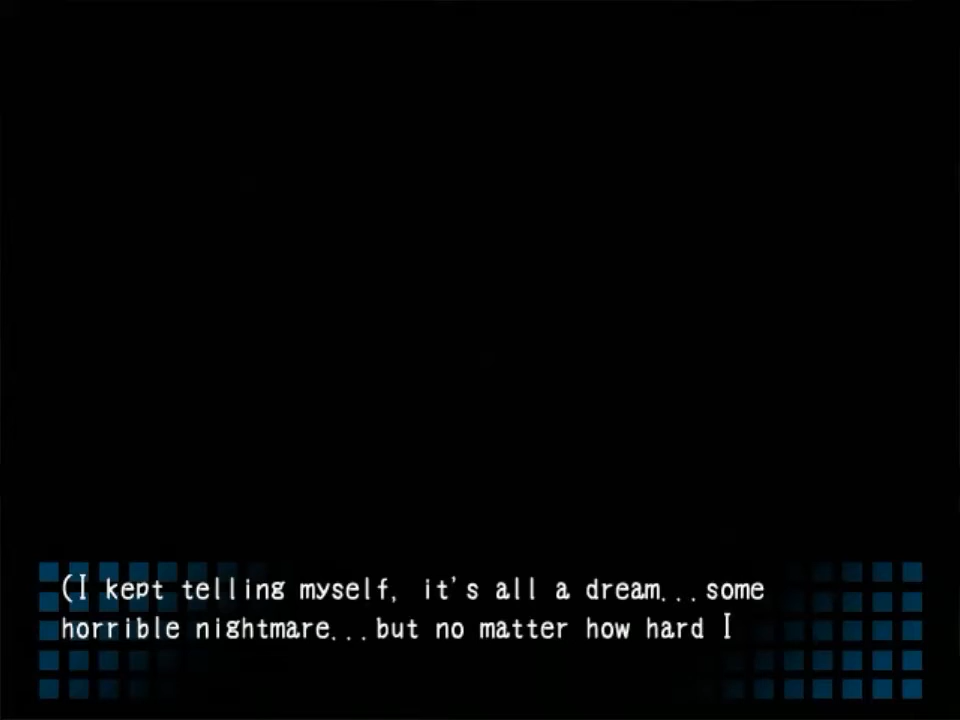 (I kept telling myself, it's all a dream...some
horrible nightmare...but no matter how hard I